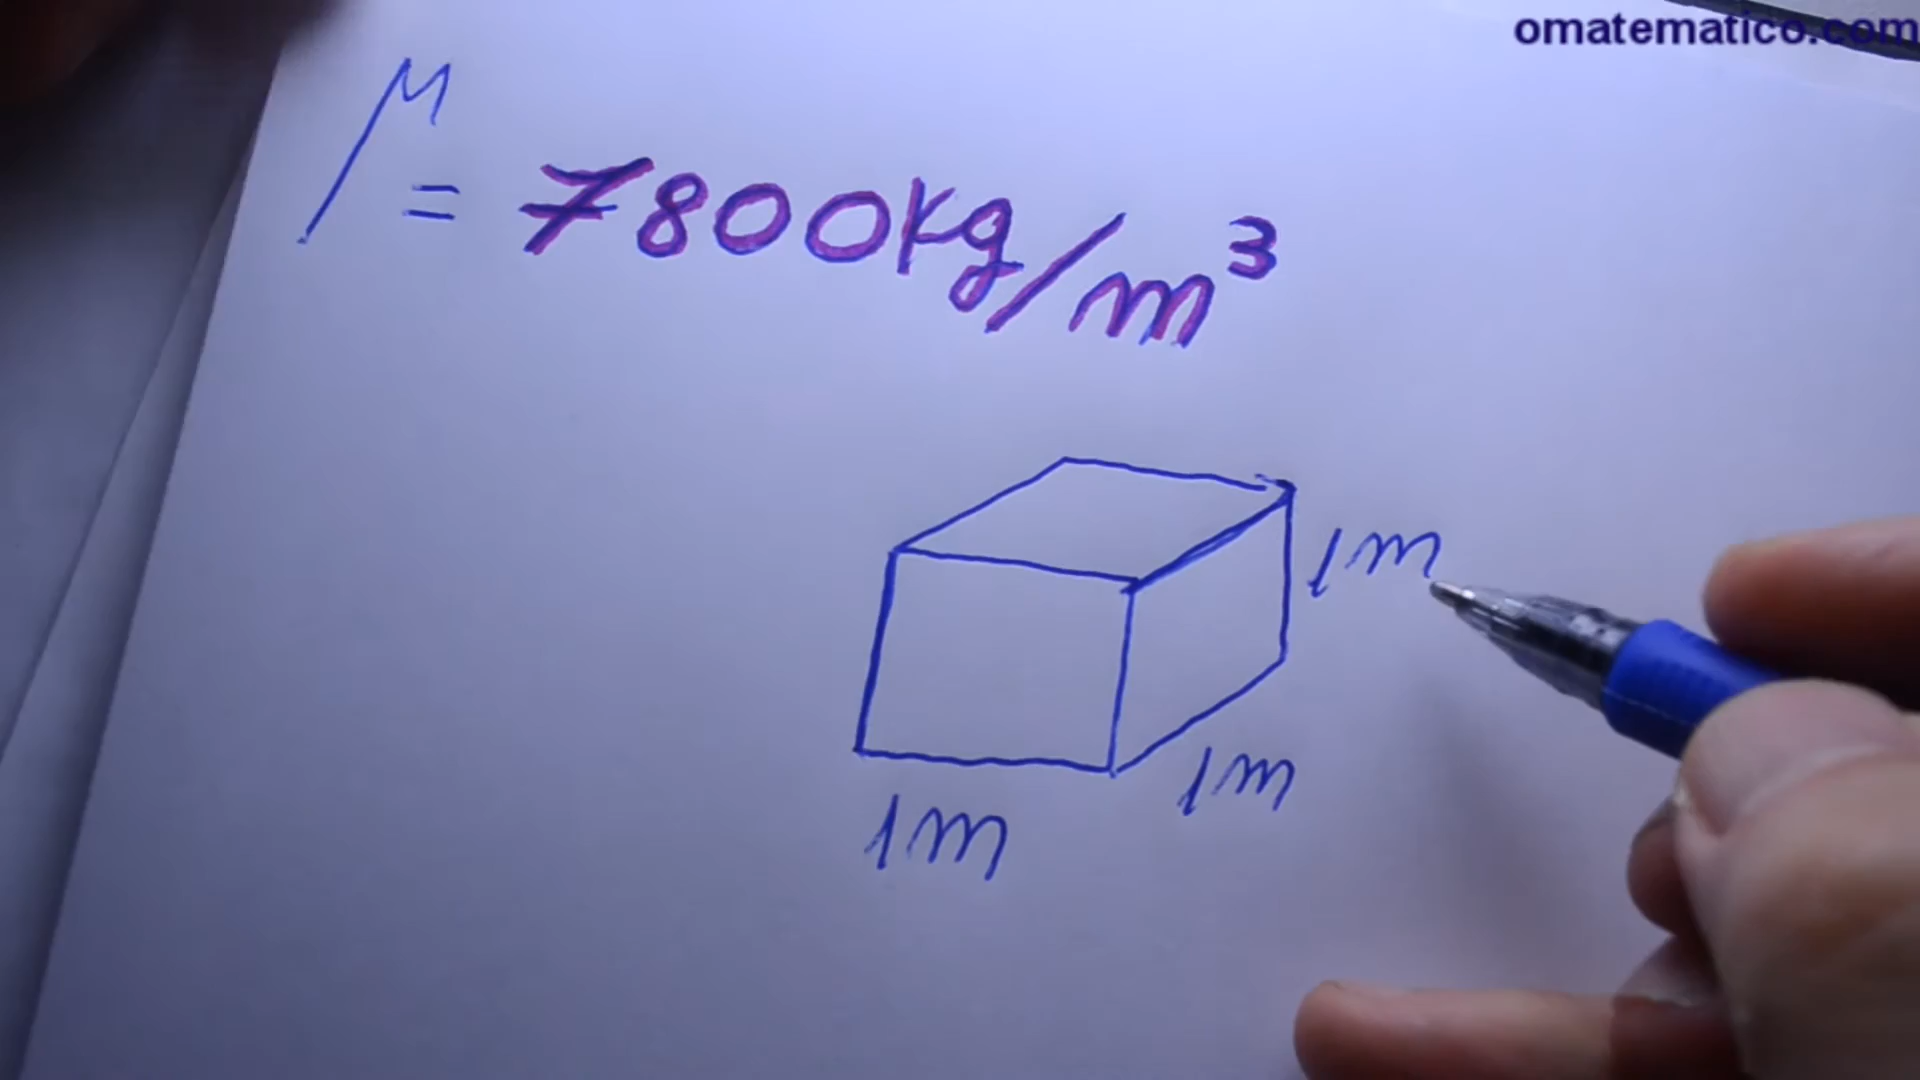 omatematico.com
μ = 7800kg/m³
1m
1m
1m